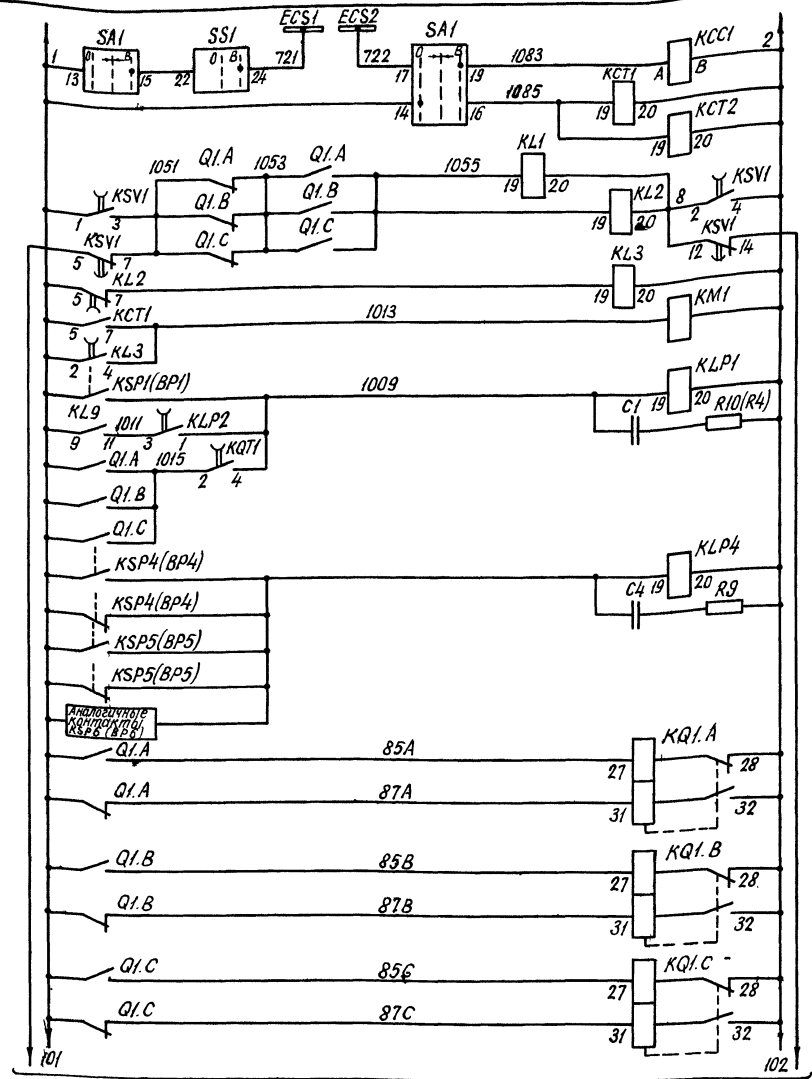 ECS1 ECS2
1 SA1 SS1 721 722 SA1 1083 KCC1 2
О В О В О В
13 15 22 24 17 19 A B
KCT1
14 16 1085 19 20 KCT2
19 20
1051 Q1.A 1053 Q1.A 1055 KL1
KSV1 19 20 KSV1
1 3 Q1.B Q1.B KL2 8 2 4
KSV1 Q1.C Q1.C 19 20 KSV1
5 7 12 14
KL2 KL3
5 7 19 20
KCT1 1013 KM1
5 7
KL3
2 4
KSP1(BP1) 1009 KLP1
KL9 1011 KLP2 C1 19 20 R10(R4)
9 11 3 1
Q1.A 1015 KQT1
2 4
Q1.B
Q1.C
KSP4(BP4) KLP4
C4 19 20 R9
KSP4(BP4)
KSP5(BP5)
KSP5(BP5)
Аналогичные
контакты
KSP6 (BP6)
Q1.A 85A KQ1.A
27 28
Q1.A 87A
31 32
Q1.B 85B KQ1.B
27 28
Q1.B 87B
31 32
Q1.C 85C KQ1.C
27 28
Q1.C 87C
31 32
101 102